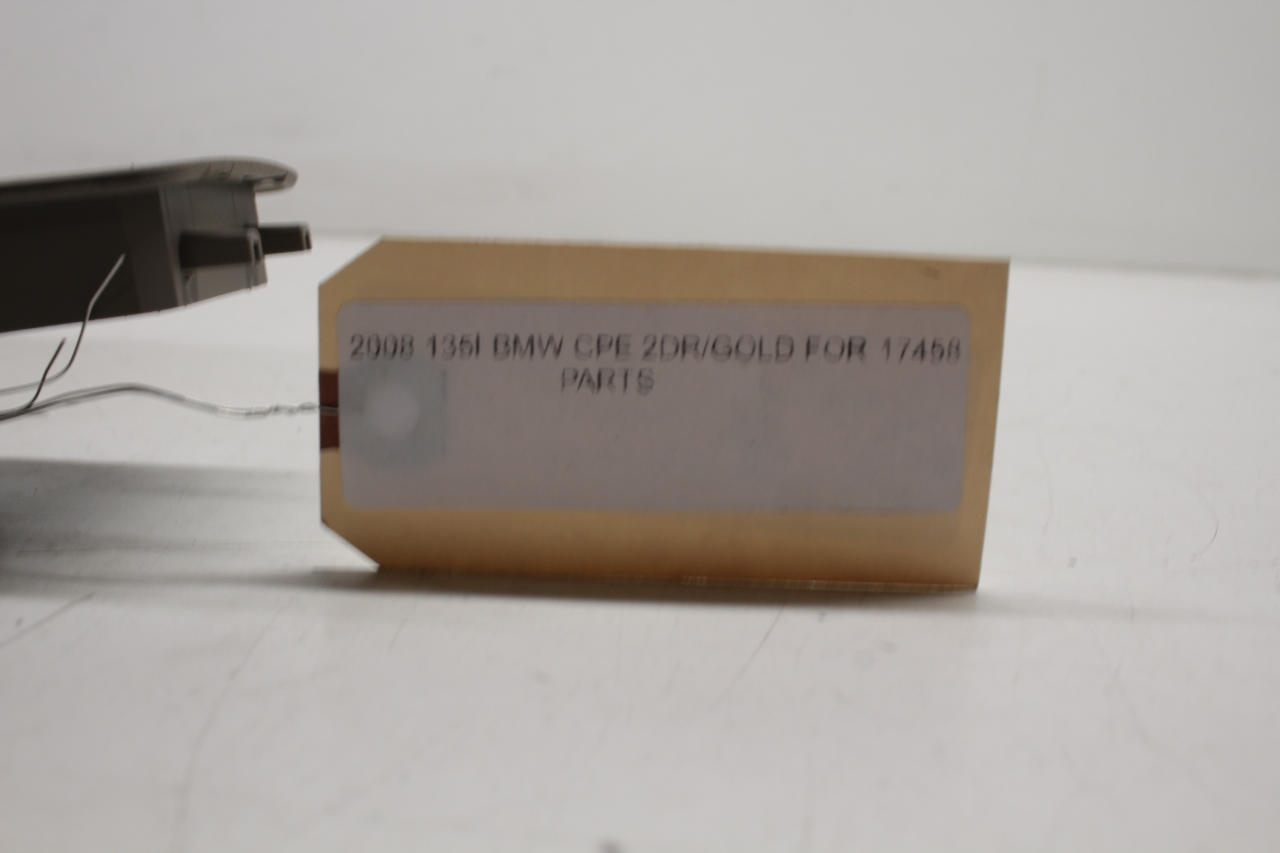 2008 135I BMW CPE 2DR/GOLD FOR 17458
PARTS